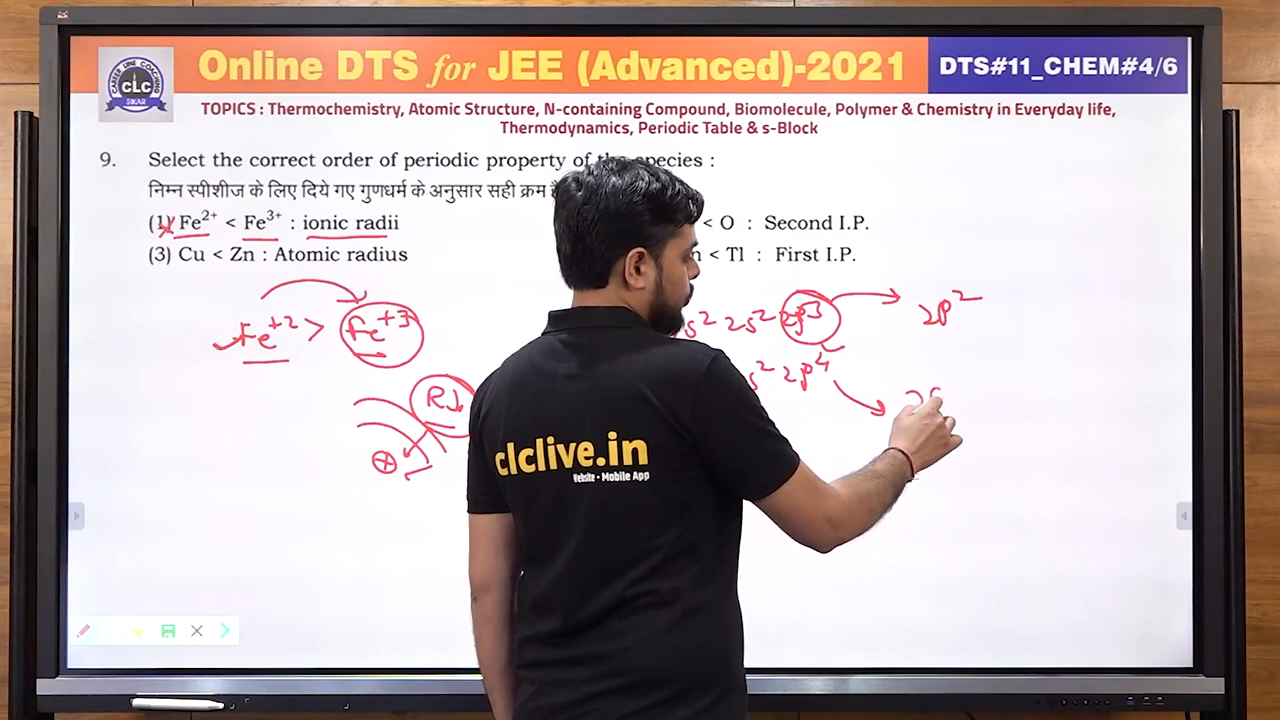 Online DTS for JEE (Advanced)-2021
DTS#11_CHEM#4/6
CAREER LINE COACHING
CLC
SIKAR
TOPICS : Thermochemistry, Atomic Structure, N-containing Compound, Biomolecule, Polymer & Chemistry in Everyday life,
Thermodynamics, Periodic Table & s-Block
9. Select the correct order of periodic property of the species :
निम्न स्पीशीज के लिए दिये गए गुणधर्म के अनुसार सही क्रम
(1) Fe²⁺ < Fe³⁺ : ionic radii
< O : Second I.P.
(3) Cu < Zn : Atomic radius
< Tl : First I.P.
Fe⁺² > Fe⁺³
s² 2s² 2p³
2p²
s² 2p⁴
clclive.in
Website • Mobile App